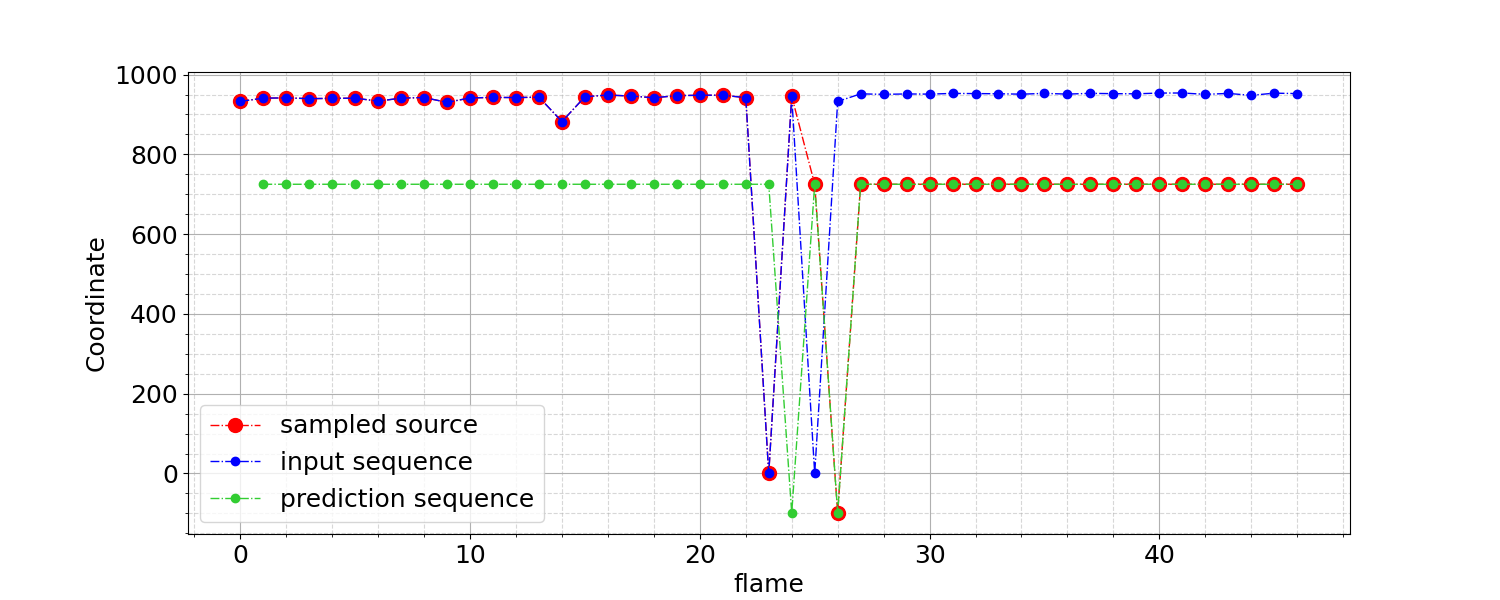 1000
800
600
400
200
0
Coordinate
sampled source
input sequence
prediction sequence
0 10 20 30 40
flame